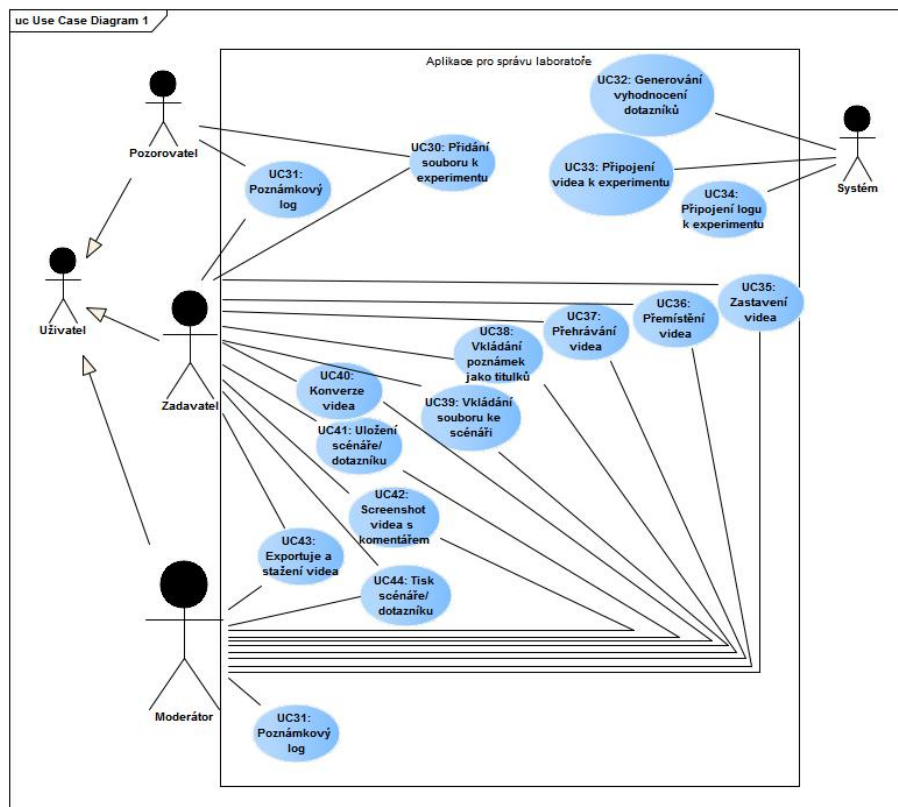 uc Use Case Diagram 1
Aplikace pro správu laboratoře
Pozorovatel
UC30: Přidání
souboru k
experimentu
UC31:
Poznámkový
log
UC32: Generování
vyhodnocení
dotazníků
UC33: Připojení
videa k experimentu
UC34:
Připojení logu
k experimentu
Systém
Uživatel
Zadavatel
UC35:
Zastavení
videa
UC36:
Přemístění
videa
UC37:
Přehrávání
videa
UC38:
Vkládání
poznámek
jako titulků
UC39:
Vkládání
souboru ke
scénáři
UC40:
Konverze
videa
UC41: Uložení
scénáře/
dotazníku
UC42:
Screenshot
videa s
komentářem
UC43:
Exportuje a
stažení videa
UC44: Tisk
scénáře/
dotazníku
Moderátor
UC31:
Poznámkový
log